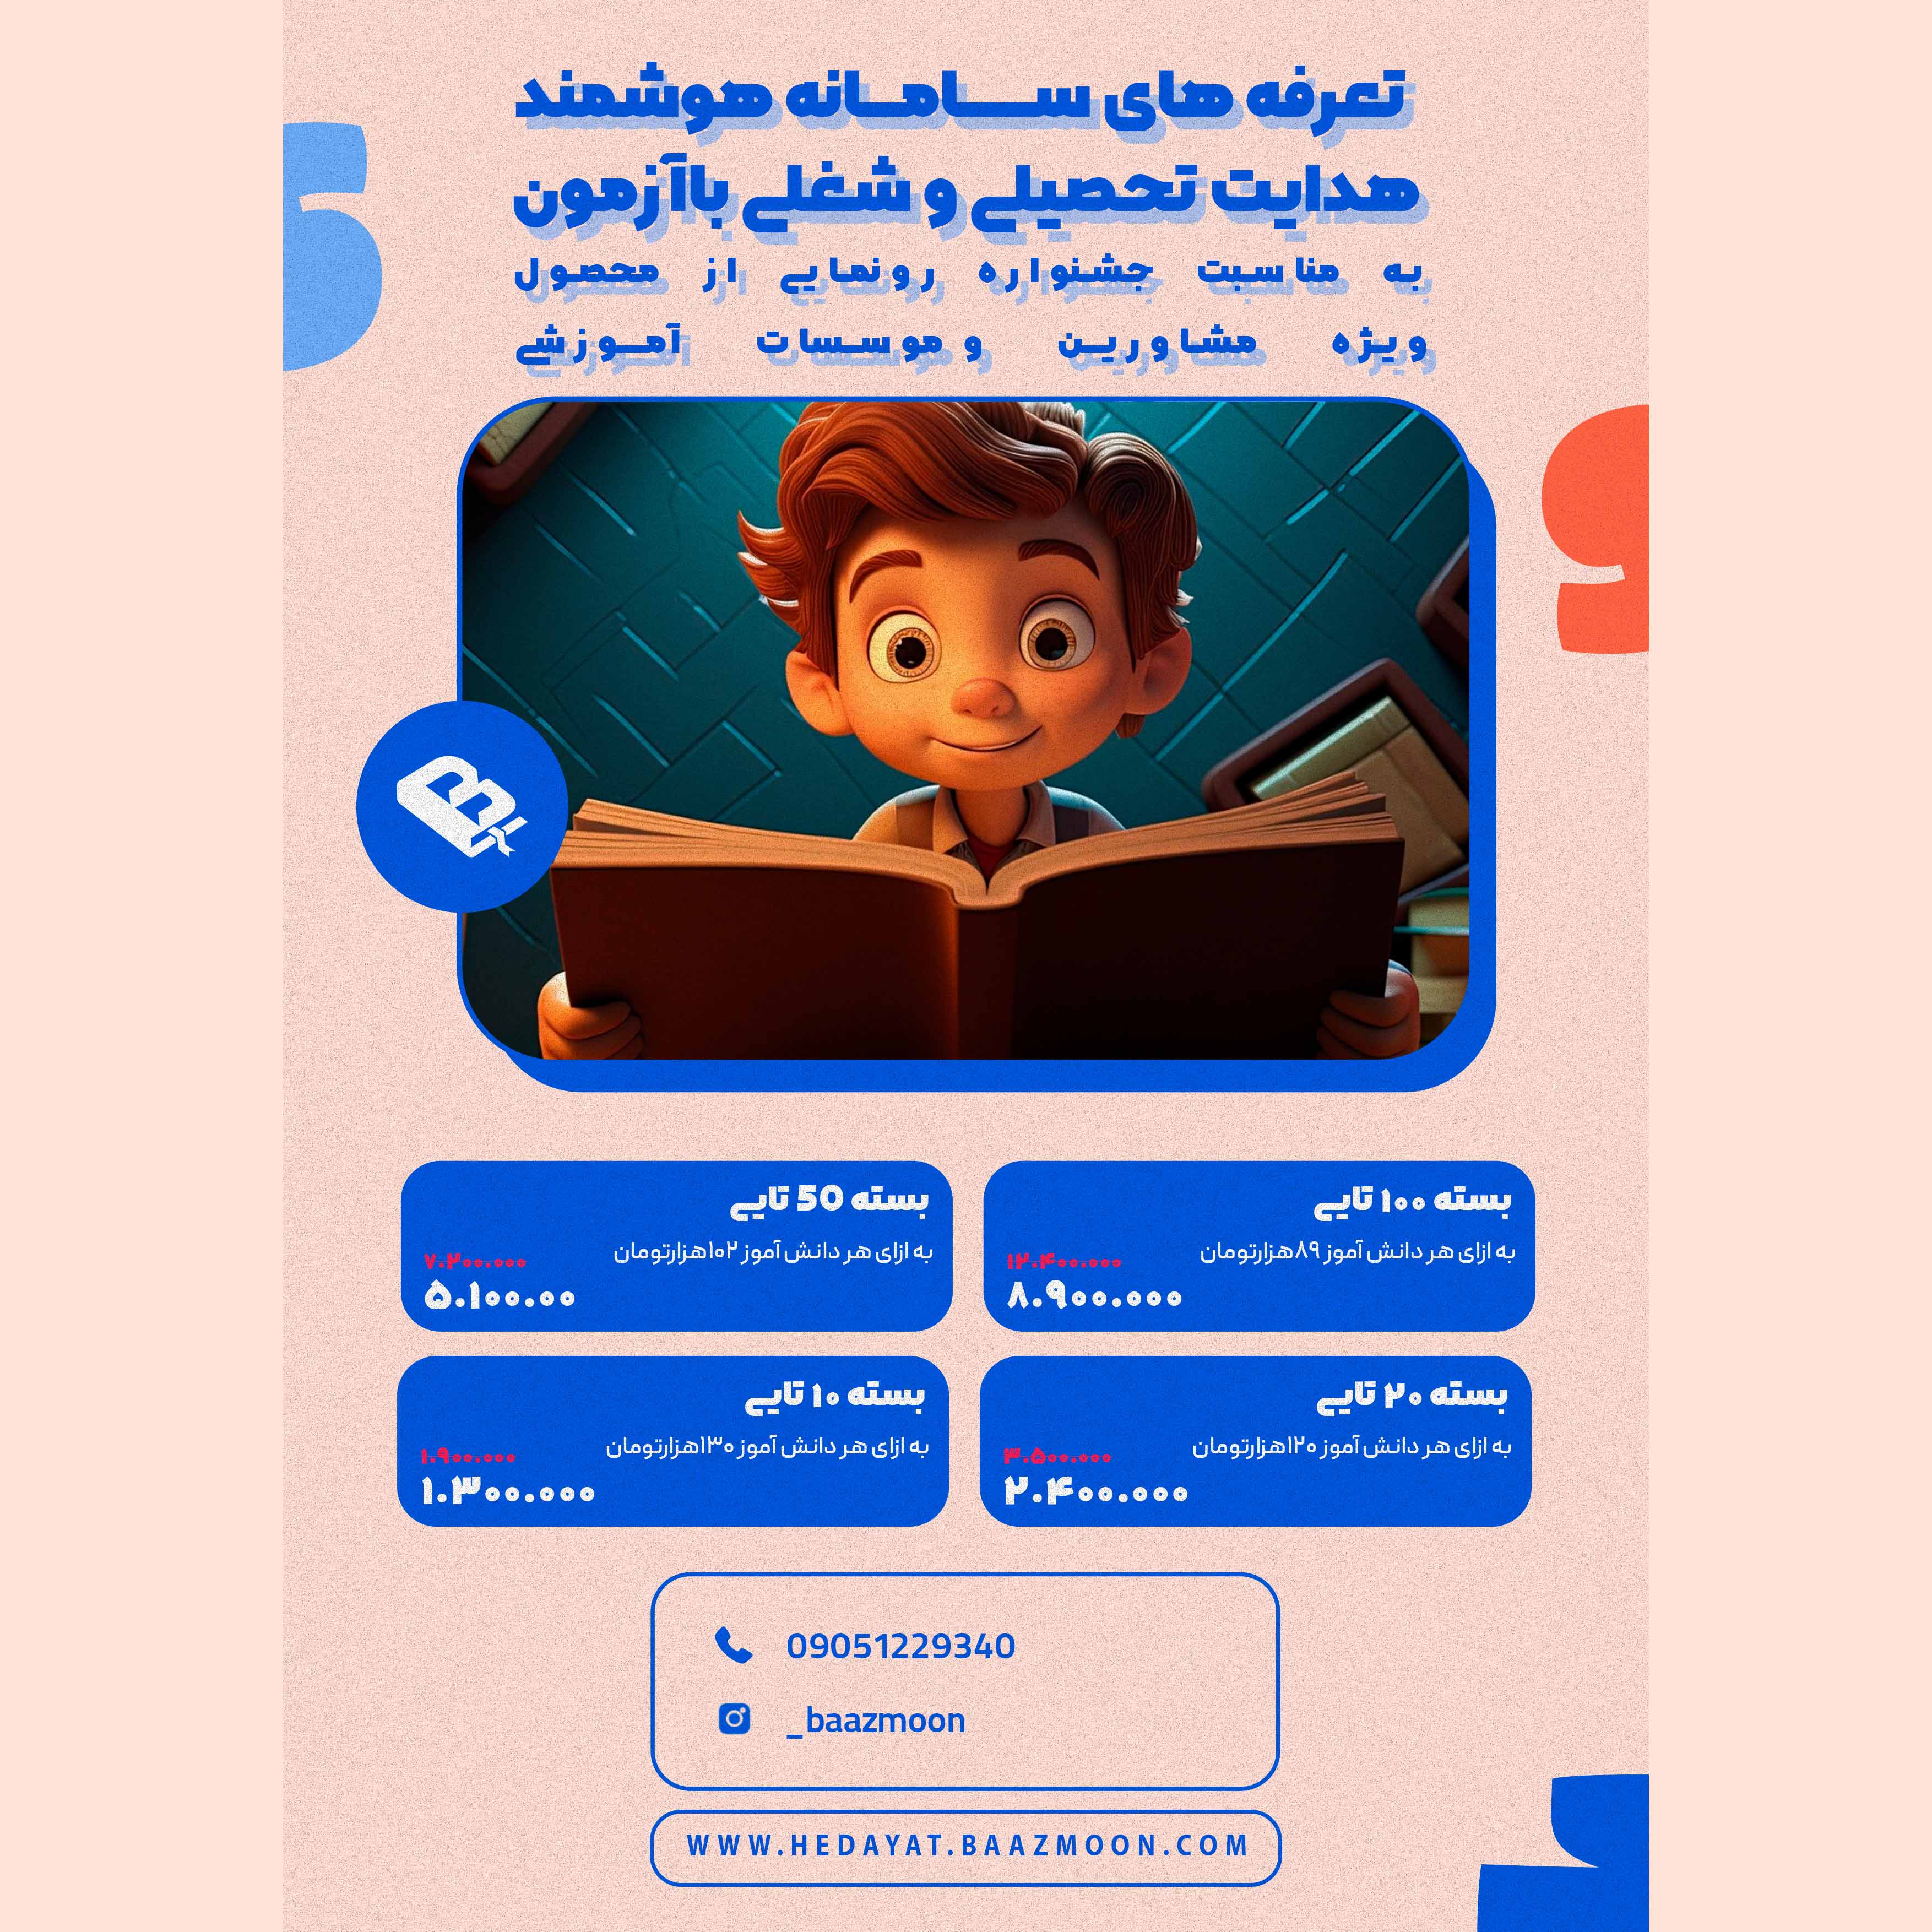 تعرفه های ســـامــانه هوشمند
هدایت تحصیلی و شغلی باآزمون
به مناسبت جشنواره رونمایی از محصول
ویژه مشاوریـن و موسـسات آمــوزشی
بسته ۱۰۰ تایی
به ازای هر دانش آموز ۸۹هزارتومان
۱۲.۴۰۰.۰۰۰
۸.۹۰۰.۰۰۰
بسته 50 تایی
به ازای هر دانش آموز ۱۰۲هزارتومان
۷.۲۰۰.۰۰۰
۵.۱۰۰.۰۰
بسته ۲۰ تایی
به ازای هر دانش آموز ۱۲۰هزارتومان
۳.۵۰۰.۰۰۰
۲.۴۰۰.۰۰۰
بسته ۱۰ تایی
به ازای هر دانش آموز ۱۳۰هزارتومان
۱.۹۰۰.۰۰۰
۱.۳۰۰.۰۰۰
09051229340
_baazmoon
WWW.HEDAYAT.BAAZMOON.COM